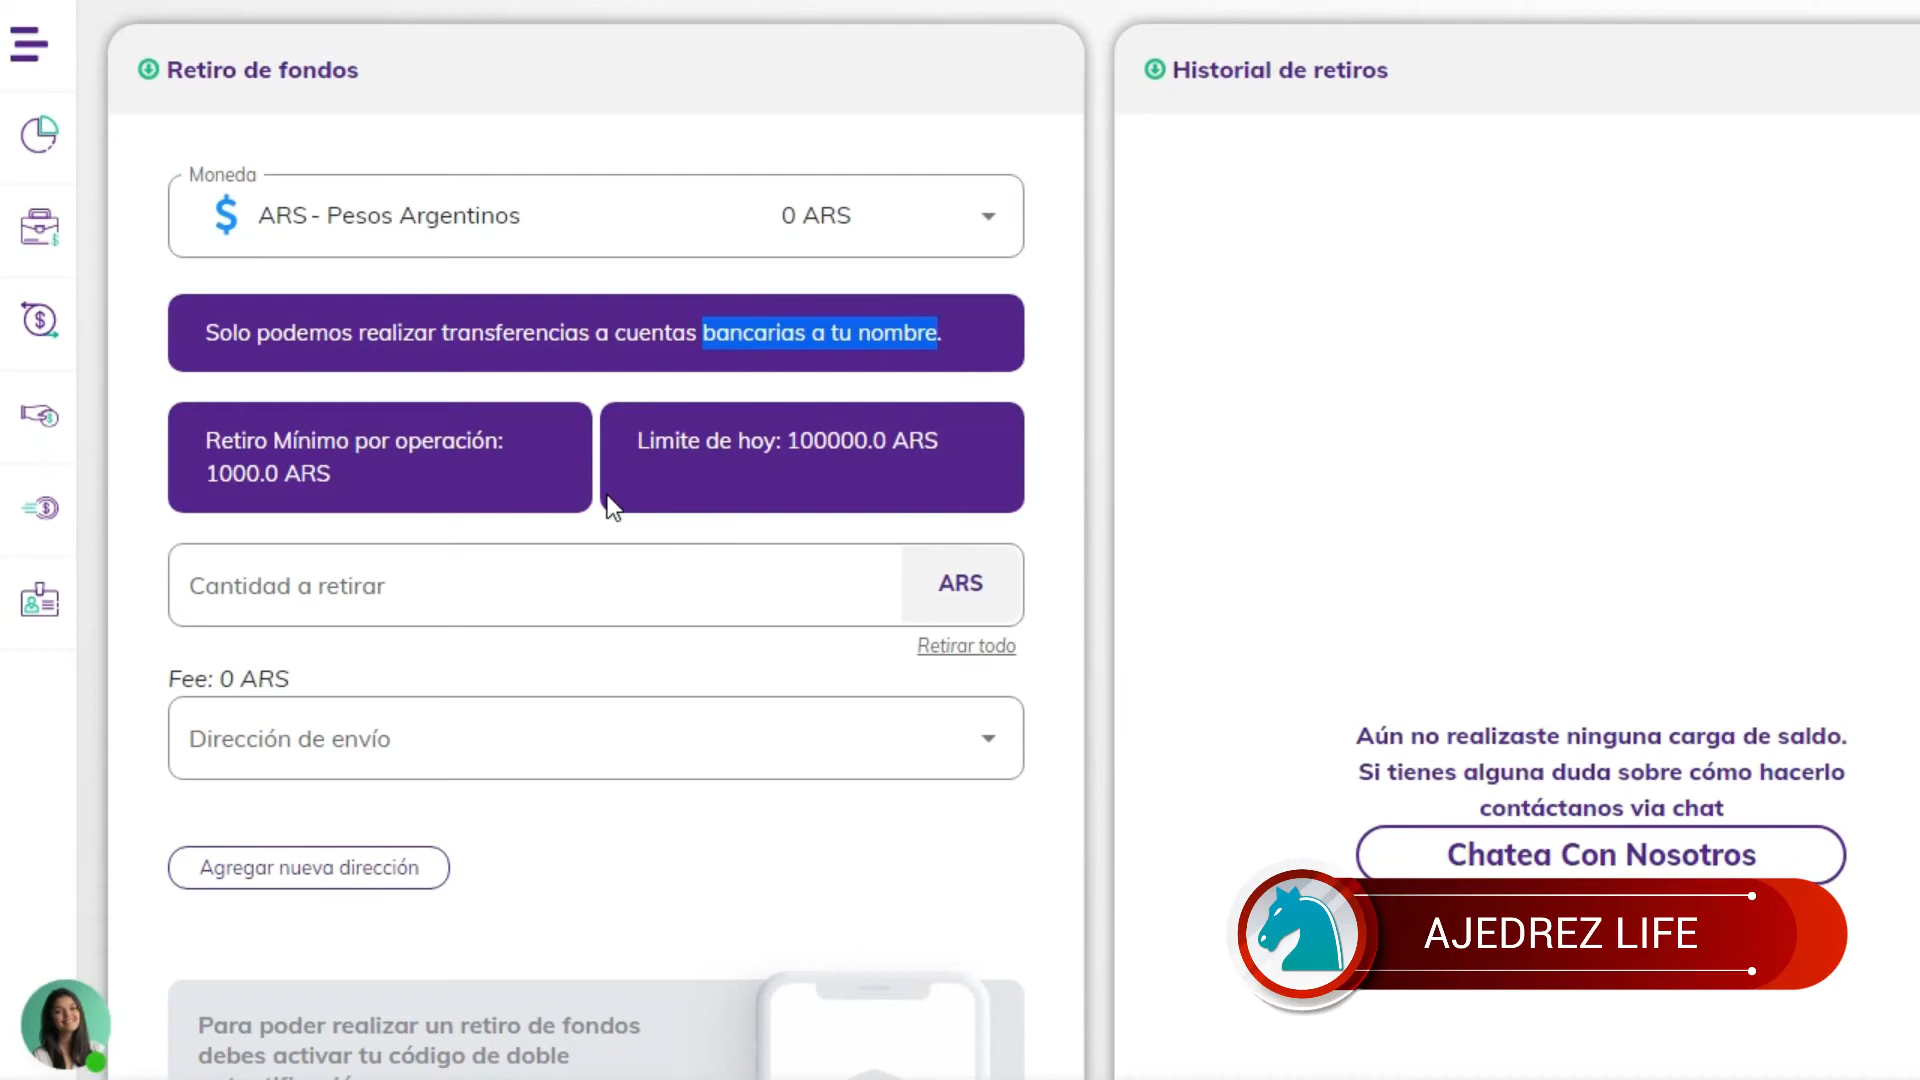 Retiro de fondos
Moneda
ARS - Pesos Argentinos 0 ARS
Solo podemos realizar transferencias a cuentas bancarias a tu nombre.
Retiro Mínimo por operación:
1000.0 ARS
Limite de hoy: 100000.0 ARS
Cantidad a retirar ARS
Retirar todo
Fee: 0 ARS
Dirección de envío
Agregar nueva dirección
Para poder realizar un retiro de fondos
debes activar tu código de doble
Historial de retiros
Aún no realizaste ninguna carga de saldo.
Si tienes alguna duda sobre cómo hacerlo
contáctanos via chat
Chatea Con Nosotros
AJEDREZ LIFE